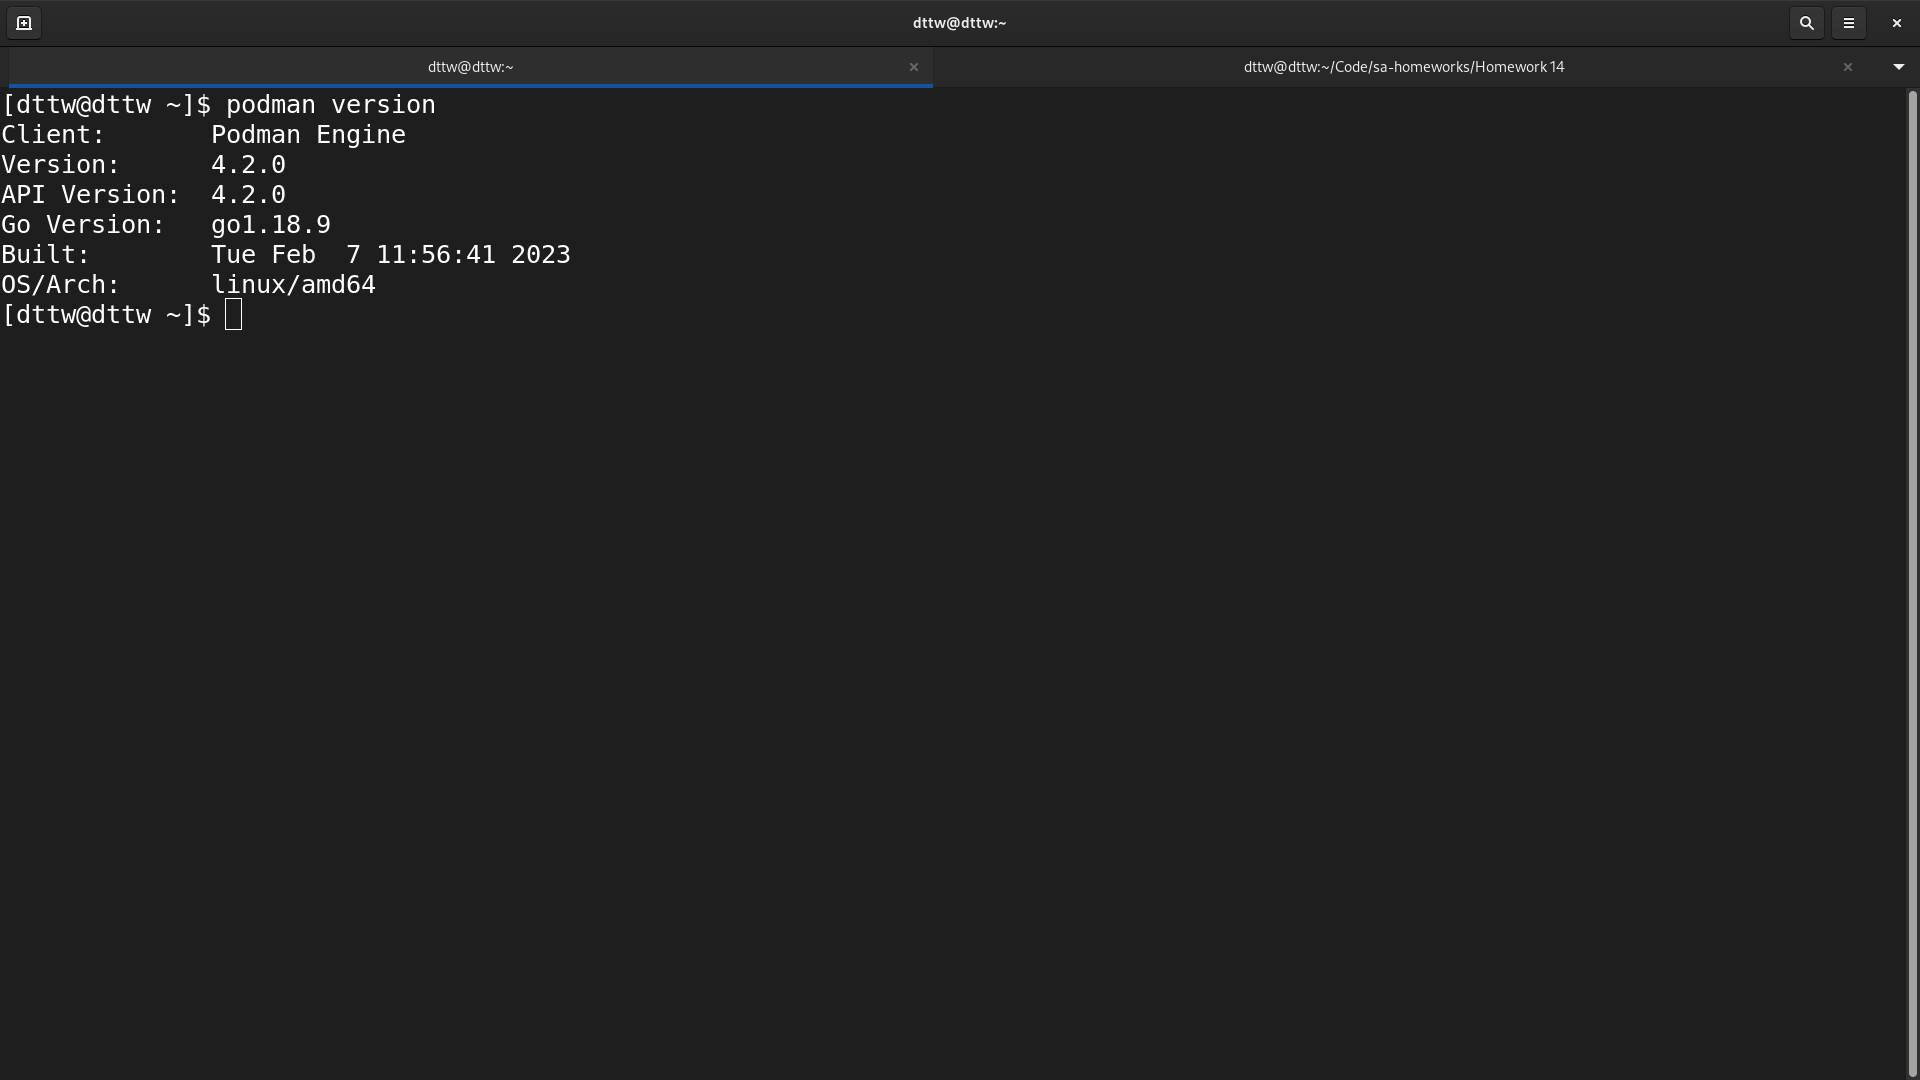 dttw@dttw:~
dttw@dttw:~
dttw@dttw:~/Code/sa-homeworks/Homework 14
[dttw@dttw ~]$ podman version
Client:       Podman Engine
Version:      4.2.0
API Version:  4.2.0
Go Version:   go1.18.9
Built:        Tue Feb  7 11:56:41 2023
OS/Arch:      linux/amd64
[dttw@dttw ~]$